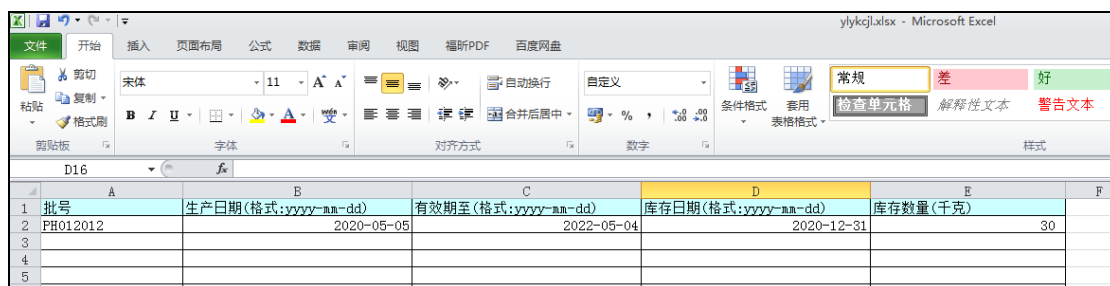 ylykcjl.xlsx - Microsoft Excel
文件 开始 插入 页面布局 公式 数据 审阅 视图 福昕PDF 百度网盘
粘贴
剪切
复制
格式刷
剪贴板
宋体 11 A A
B I U A 变 wén
字体
自动换行
合并后居中
对齐方式
自定义
% , .0 .00 .00 .0
数字
条件格式
套用
表格格式
常规 差 好
检查单元格 解释性文本 警告文本
样式
D16 fx
A B C D E F
1 批号 生产日期(格式:yyyy-mm-dd) 有效期至(格式:yyyy-mm-dd) 库存日期(格式:yyyy-mm-dd) 库存数量(千克)
2 PH012012 2020-05-05 2022-05-04 2020-12-31 30
3
4
5